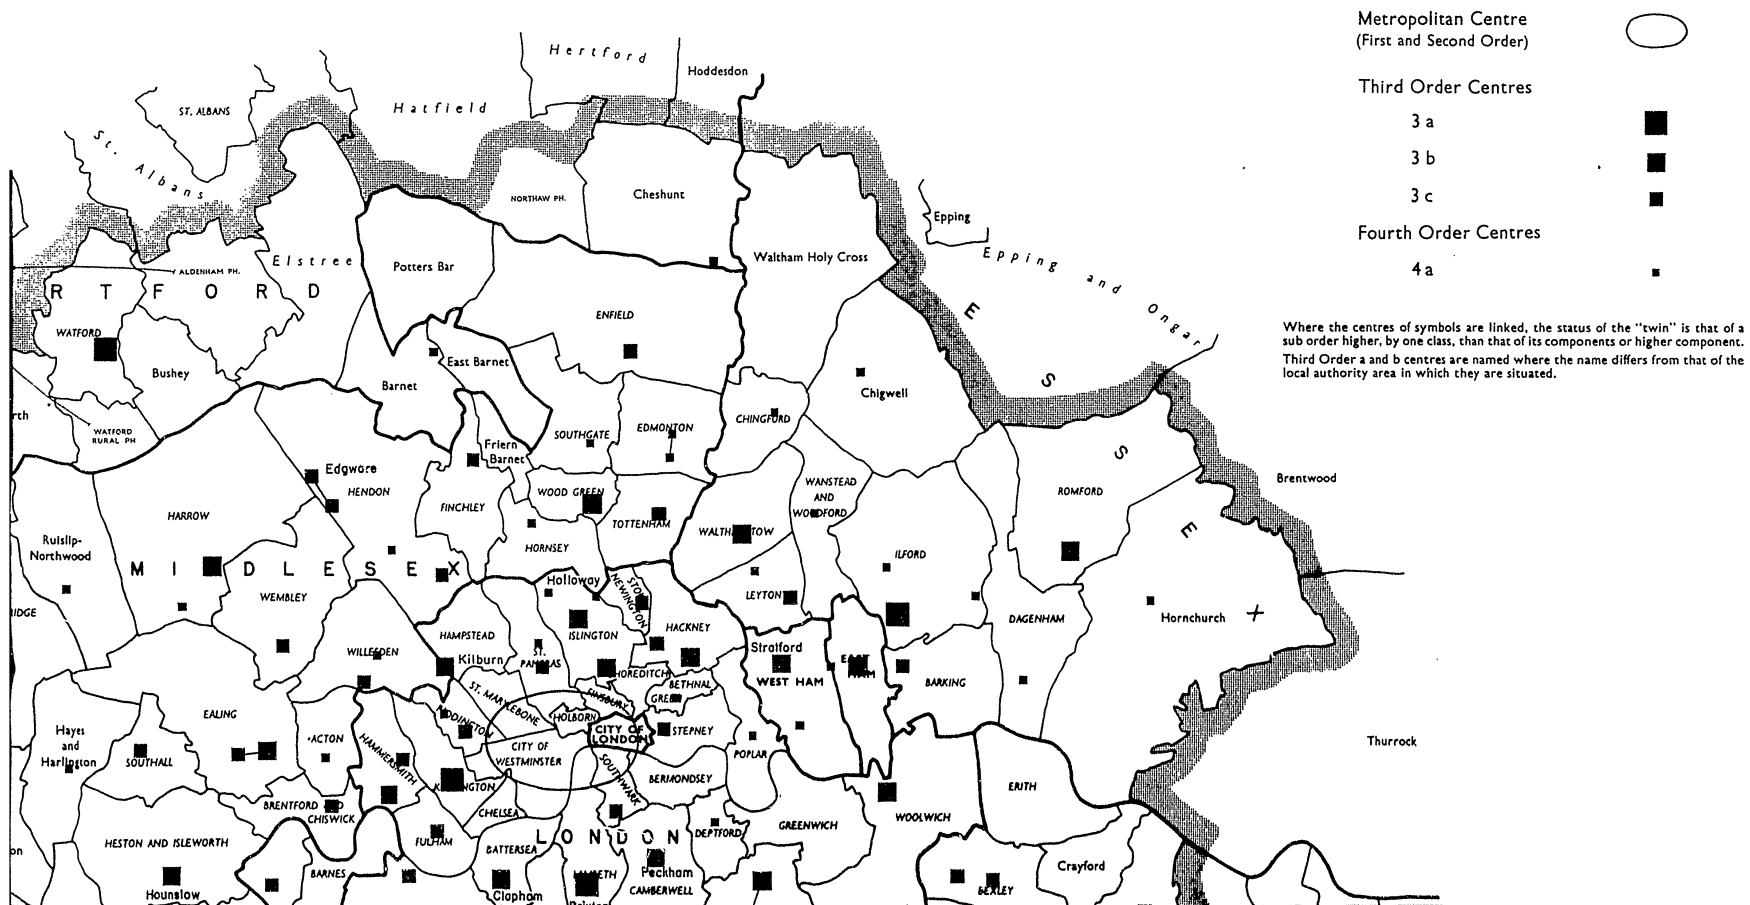 Metropolitan Centre
(First and Second Order)
Third Order Centres
3 a
3 b
3 c
Fourth Order Centres
4 a
Where the centres of symbols are linked, the status of the "twin" is that of a
sub order higher, by one class, than that of its components or higher component.
Third Order a and b centres are named where the name differs from that of the
local authority area in which they are situated.
Hertford
Hoddesdon
Hatfield
ST. ALBANS
St. Albans
NORTHAW PH.
Cheshunt
Epping
Epping and Ongar
Waltham Holy Cross
ALDENHAM PH.
Elstree
Potters Bar
R T F O R D
E S S E X
ENFIELD
WATFORD
Bushey
East Barnet
Barnet
Chigwell
CHINGFORD
WATFORD
RURAL PH
SOUTHGATE
EDMONTON
Friern
Barnet
Edgware
HENDON
Brentwood
WANSTEAD
AND
WOODFORD
ROMFORD
WOOD GREEN
FINCHLEY
HARROW
TOTTENHAM
Ruislip-
Northwood
HORNSEY
ILFORD
M I D D L E S E X
Holloway
STOKE
NEWINGTON
WEMBLEY
LEYTON
DAGENHAM
Hornchurch
ISLINGTON
HACKNEY
HAMPSTEAD
Stratford
WEST HAM
EAST
HAM
WILLESDEN
Kilburn
ST.
PANCRAS
SHOREDITCH
BETHNAL
GREEN
BARKING
ST. MARYLEBONE
FINSBURY
HOLBORN
PADDINGTON
CITY OF
LONDON
STEPNEY
POPLAR
EALING
Hayes
and
Harlington
ACTON
SOUTHALL
HAMMERSMITH
CITY OF
WESTMINSTER
SOUTHWARK
BERMONDSEY
Thurrock
KENSINGTON
CHELSEA
BRENTFORD AND
CHISWICK
ERITH
WOOLWICH
GREENWICH
DEPTFORD
L O N D O N
FULHAM
HESTON AND ISLEWORTH
BATTERSEA
BARNES
LAMBETH
Peckham
CAMBERWELL
Crayford
BEXLEY
Hounslow
Clapham